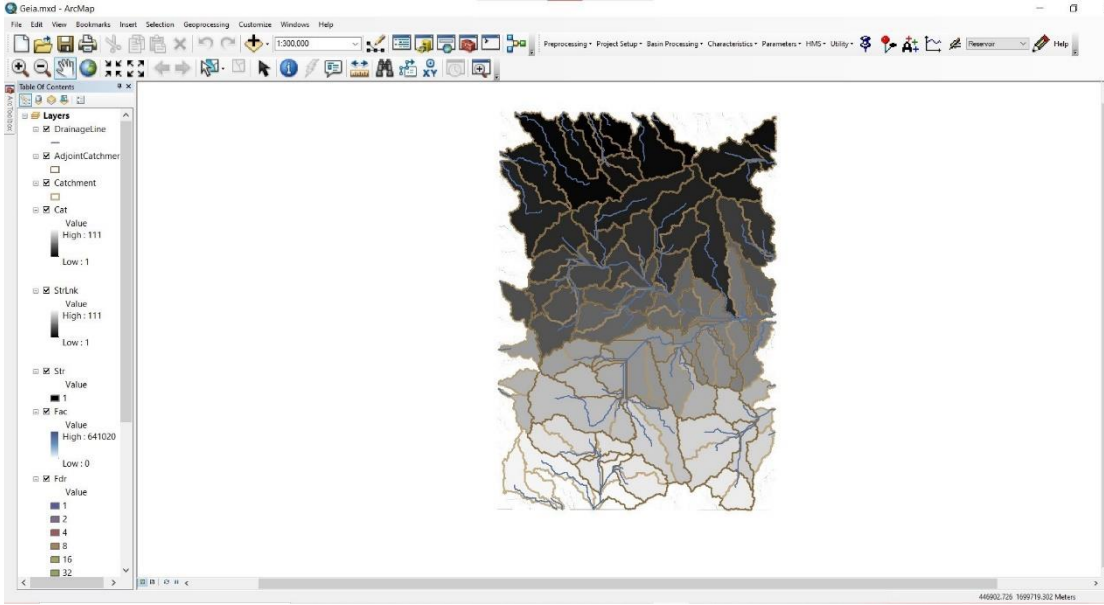 Geia.mxd - ArcMap
File Edit View Bookmarks Insert Selection Geoprocessing Customize Windows Help
1:300,000 Preprocessing Project Setup Basin Processing Characteristics Parameters HMS Utility Reservoir Help
XY
Table Of Contents
ArcToolbox
Layers
DrainageLine
AdjointCatchmer
Catchment
Cat
Value
High : 111
Low : 1
StrLnk
Value
High : 111
Low : 1
Str
Value
1
Fac
Value
High : 641020
Low : 0
Fdr
Value
1
2
4
8
16
32
446902.726 1699719.302 Meters